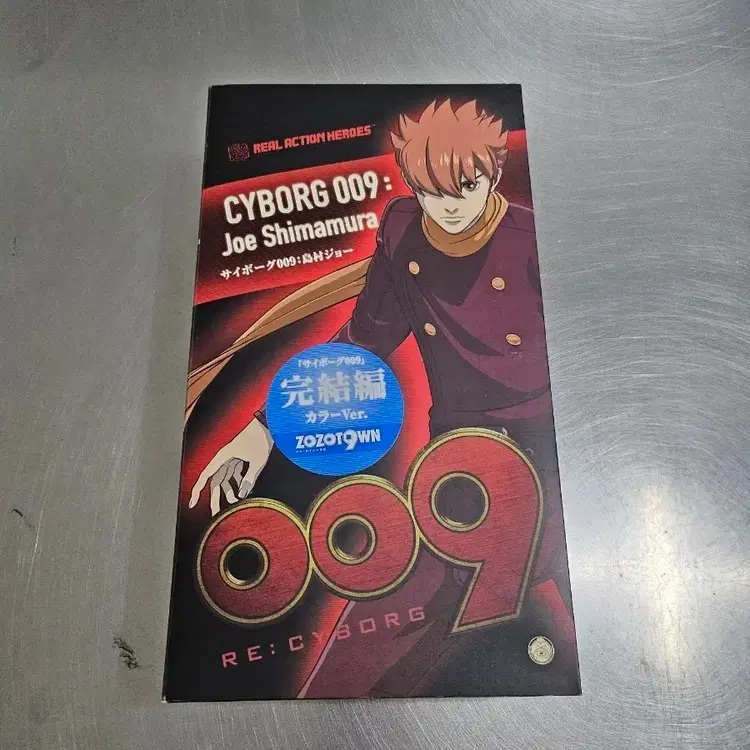 REAL ACTION HEROES™
CYBORG 009:
Joe Shimamura
サイボーグ009:島村ジョー
「サイボーグ009」
完結編
カラーVer.
ZOZOT9WN
009
RE:CYBORG